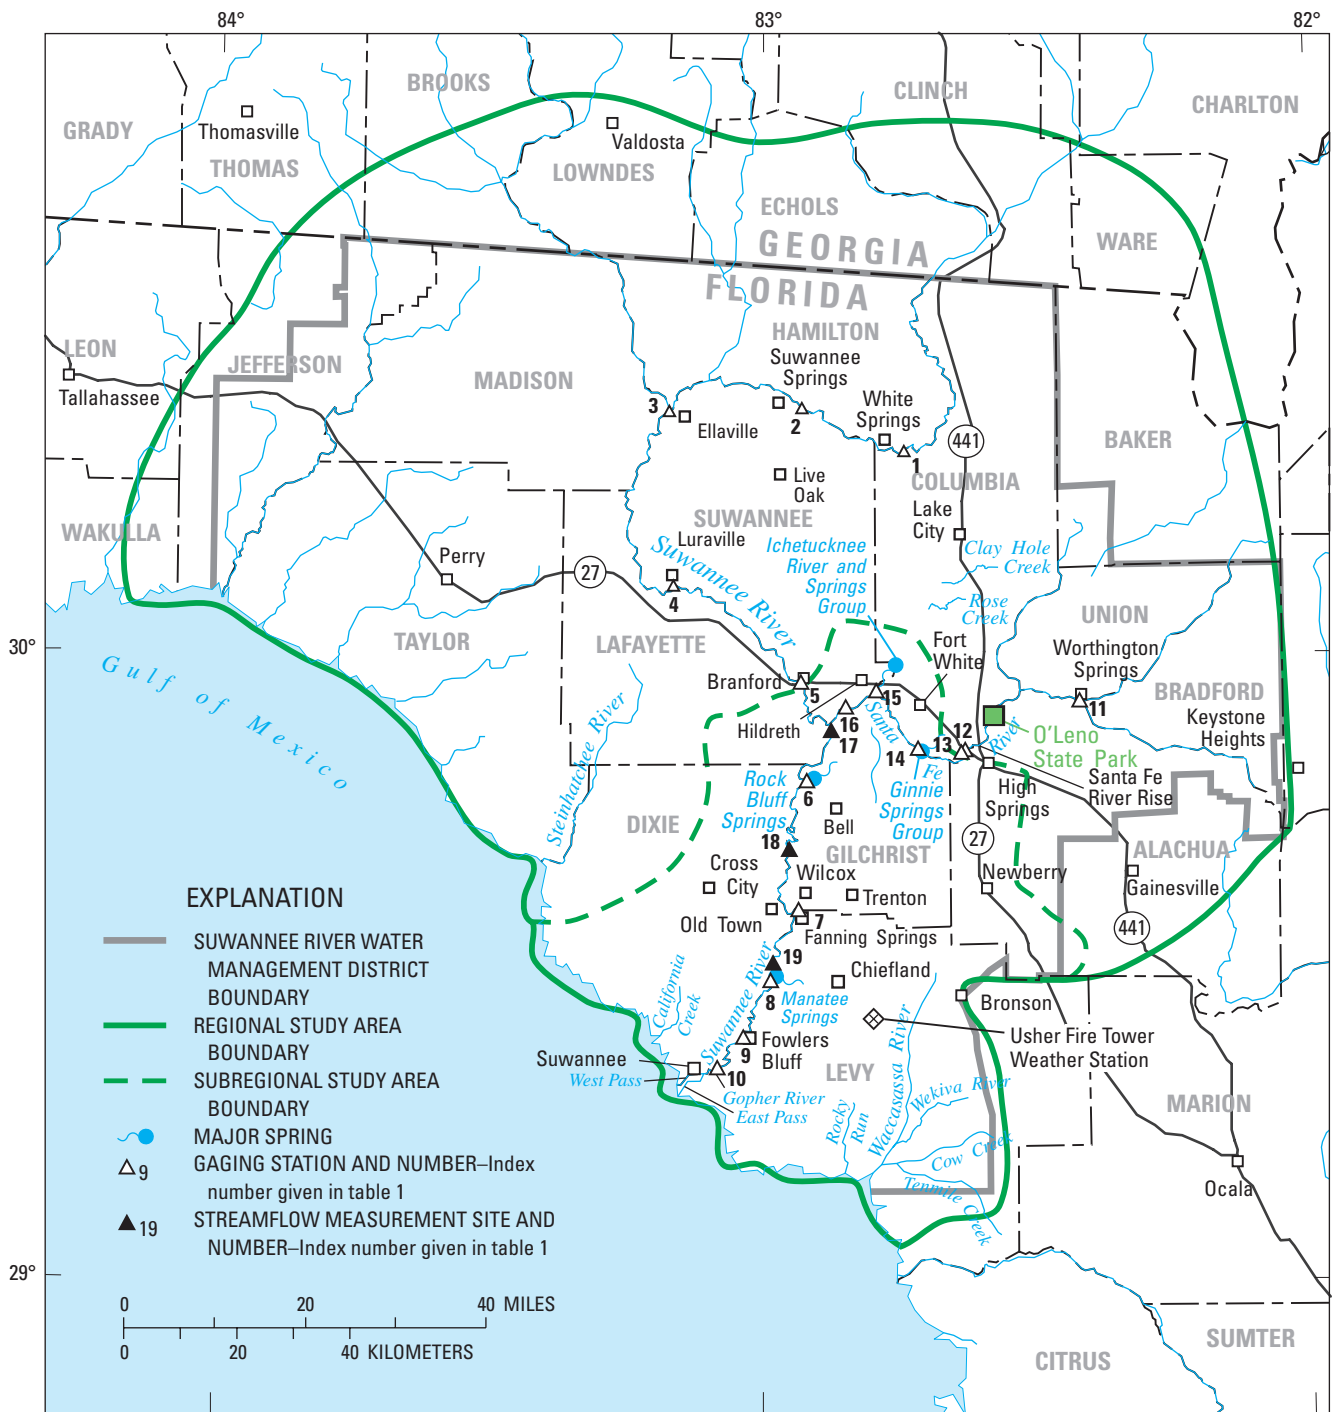 84°
83°
82°
BROOKS
CLINCH
CHARLTON
GRADY
Thomasville
THOMAS
Valdosta
LOWNDES
ECHOLS
WARE
GEORGIA
FLORIDA
HAMILTON
LEON
JEFFERSON
MADISON
Suwannee
Springs
White
Springs
Tallahassee
3
Ellaville
2
1
441
BAKER
Live
Oak
COLUMBIA
WAKULLA
SUWANNEE
Lake
City
Luraville
Suwannee River
Ichetucknee
River and
Springs
Group
Clay Hole
Creek
Perry
27
4
Rose
Creek
UNION
TAYLOR
LAFAYETTE
Fort
White
Worthington
Springs
30°
Gulf of Mexico
Branford
5
15
BRADFORD
11
Keystone
Heights
Steinhatchee River
Hildreth
16
17
Santa
Fe
River
14
13
12
O'Leno
State Park
Santa Fe
River Rise
High
Springs
Rock
Bluff
Springs
6
Bell
Ginnie
Springs
Group
DIXIE
18
GILCHRIST
27
ALACHUA
Cross
City
Wilcox
Trenton
Newberry
Gainesville
Old Town
7
Fanning Springs
441
California
Creek
Suwannee River
19
8
Chiefland
Manatee
Springs
Bronson
Waccasassa River
Usher Fire Tower
Weather Station
9
Fowlers
Bluff
Suwannee
West Pass
10
Gopher River
East Pass
LEVY
Rocky
Run
Wekiva River
MARION
Cow Creek
Tenmile Creek
Ocala
29°
CITRUS
SUMTER
EXPLANATION
SUWANNEE RIVER WATER
MANAGEMENT DISTRICT
BOUNDARY
REGIONAL STUDY AREA
BOUNDARY
SUBREGIONAL STUDY AREA
BOUNDARY
MAJOR SPRING
9 GAGING STATION AND NUMBER–Index
number given in table 1
19 STREAMFLOW MEASUREMENT SITE AND
NUMBER–Index number given in table 1
0 20 40 MILES
0 20 40 KILOMETERS